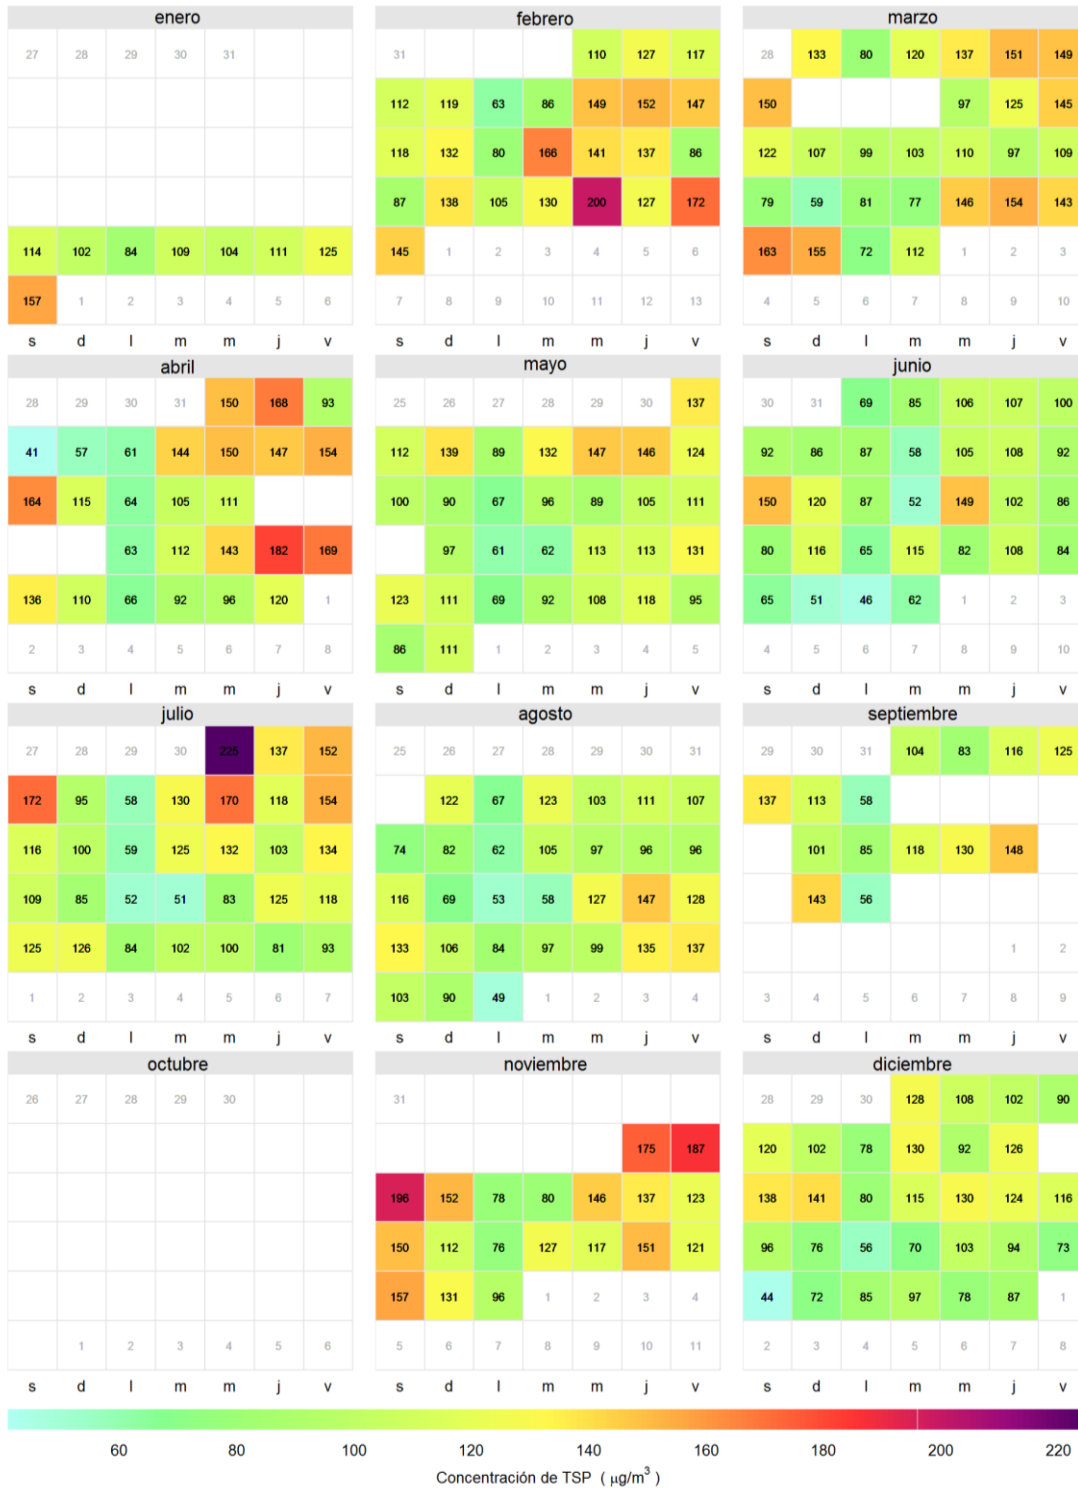 enero
27 28 29 30 31
114 102 84 109 104 111 125
157 1 2 3 4 5 6
s d l m m j v
febrero
31 110 127 117
112 119 63 86 149 152 147
118 132 80 166 141 137 86
87 138 105 130 200 127 172
145 1 2 3 4 5 6
7 8 9 10 11 12 13
s d l m m j v
marzo
28 133 80 120 137 151 149
150 97 125 145
122 107 99 103 110 97 109
79 59 81 77 146 154 143
163 155 72 112 1 2 3
4 5 6 7 8 9 10
s d l m m j v
abril
28 29 30 31 150 168 93
41 57 61 144 150 147 154
164 115 64 105 111
63 112 143 182 169
136 110 66 92 96 120 1
2 3 4 5 6 7 8
s d l m m j v
mayo
25 26 27 28 29 30 137
112 139 89 132 147 146 124
100 90 67 96 89 105 111
97 61 62 113 113 131
123 111 69 92 108 118 95
86 111 1 2 3 4 5
s d l m m j v
junio
30 31 69 85 106 107 100
92 86 87 58 105 108 92
150 120 87 52 149 102 86
80 116 65 115 82 108 84
65 51 46 62 1 2 3
4 5 6 7 8 9 10
s d l m m j v
julio
27 28 29 30 225 137 152
172 95 58 130 170 118 154
116 100 59 125 132 103 134
109 85 52 51 83 125 118
125 126 84 102 100 81 93
1 2 3 4 5 6 7
s d l m m j v
agosto
25 26 27 28 29 30 31
122 67 123 103 111 107
74 82 62 105 97 96 96
116 69 53 58 127 147 128
133 106 84 97 99 135 137
103 90 49 1 2 3 4
s d l m m j v
septiembre
29 30 31 104 83 116 125
137 113 58
101 85 118 130 148
143 56
1 2
3 4 5 6 7 8 9
s d l m m j v
octubre
26 27 28 29 30
1 2 3 4 5 6
s d l m m j v
noviembre
31
175 187
196 152 78 80 146 137 123
150 112 76 127 117 151 121
157 131 96 1 2 3 4
5 6 7 8 9 10 11
s d l m m j v
diciembre
28 29 30 128 108 102 90
120 102 78 130 92 126
138 141 80 115 130 124 116
96 76 56 70 103 94 73
44 72 85 97 78 87 1
2 3 4 5 6 7 8
s d l m m j v
60 80 100 120 140 160 180 200 220
Concentración de TSP ( µg/m³ )